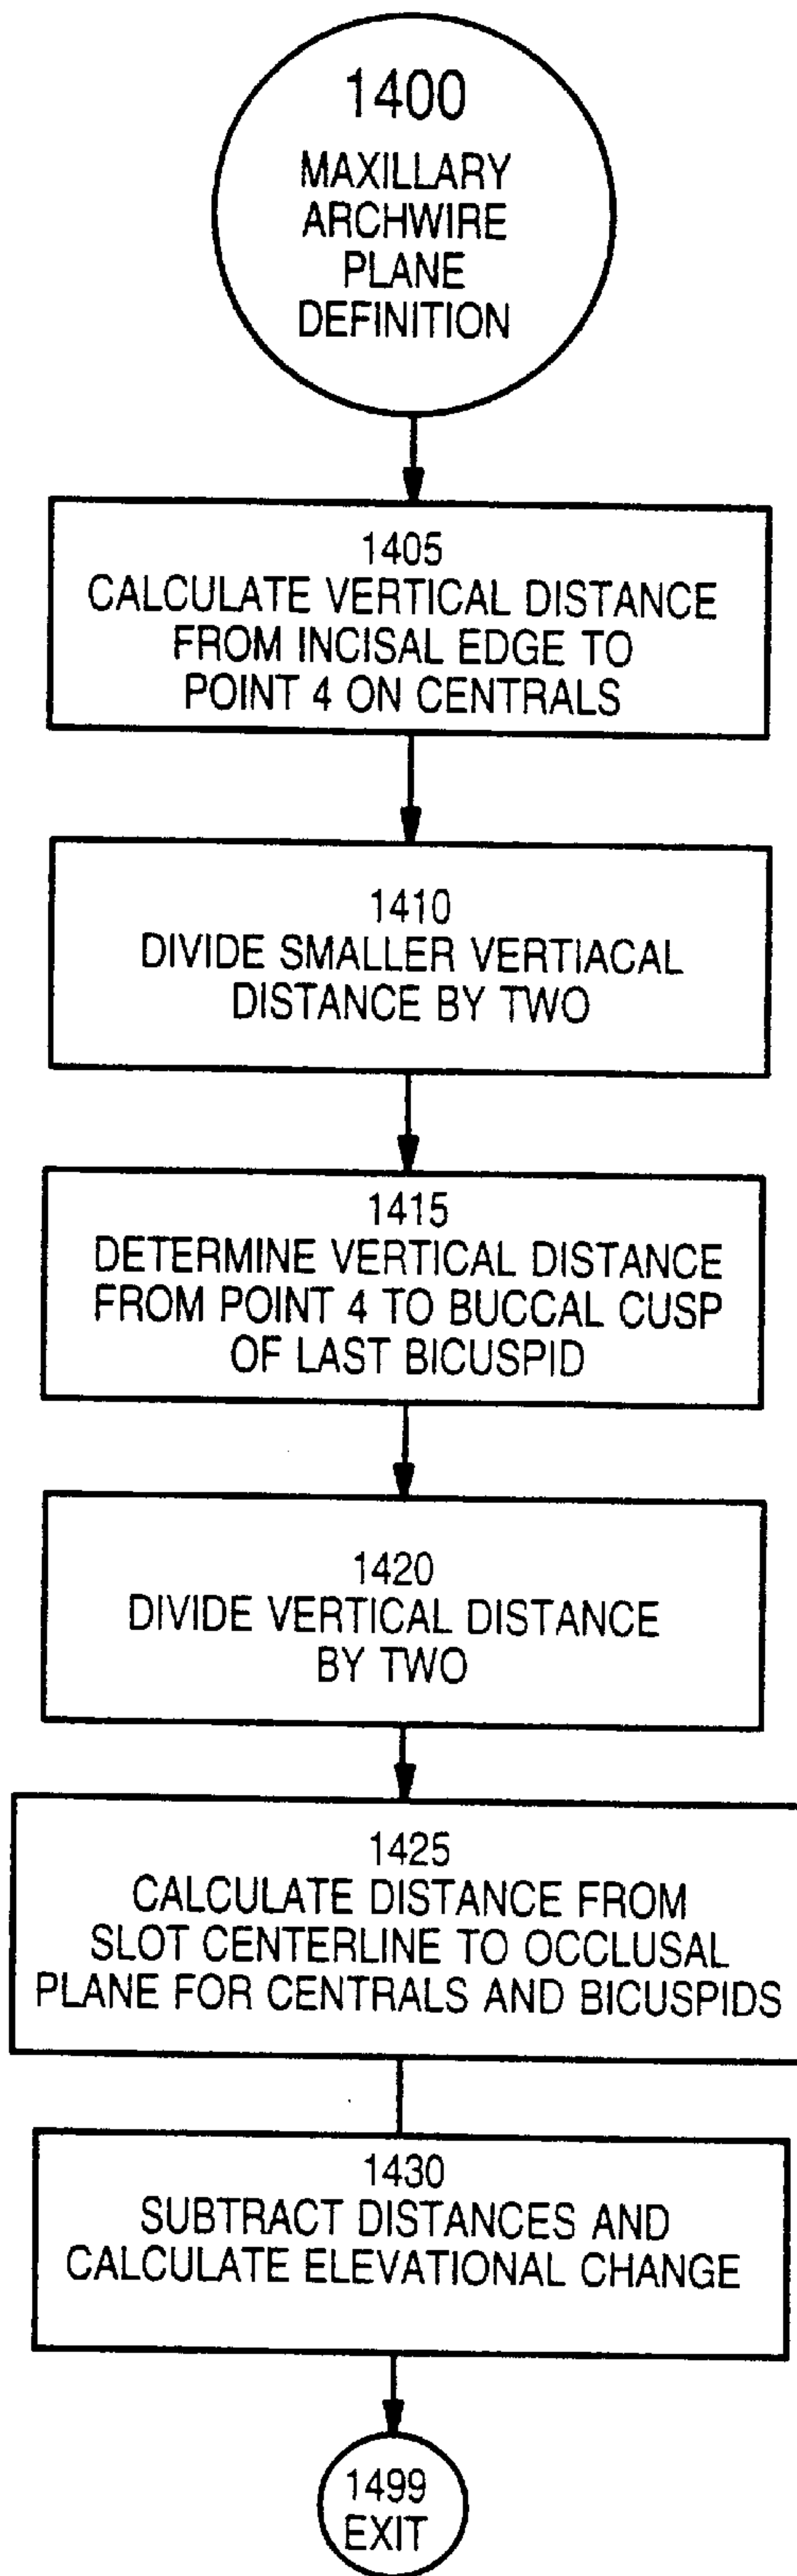 1400
MAXILLARY
ARCHWIRE
PLANE
DEFINITION
1405
CALCULATE VERTICAL DISTANCE
FROM INCISAL EDGE TO
POINT 4 ON CENTRALS
1410
DIVIDE SMALLER VERTIACAL
DISTANCE BY TWO
1415
DETERMINE VERTICAL DISTANCE
FROM POINT 4 TO BUCCAL CUSP
OF LAST BICUSPID
1420
DIVIDE VERTICAL DISTANCE
BY TWO
1425
CALCULATE DISTANCE FROM
SLOT CENTERLINE TO OCCLUSAL
PLANE FOR CENTRALS AND BICUSPIDS
1430
SUBTRACT DISTANCES AND
CALCULATE ELEVATIONAL CHANGE
1499
EXIT